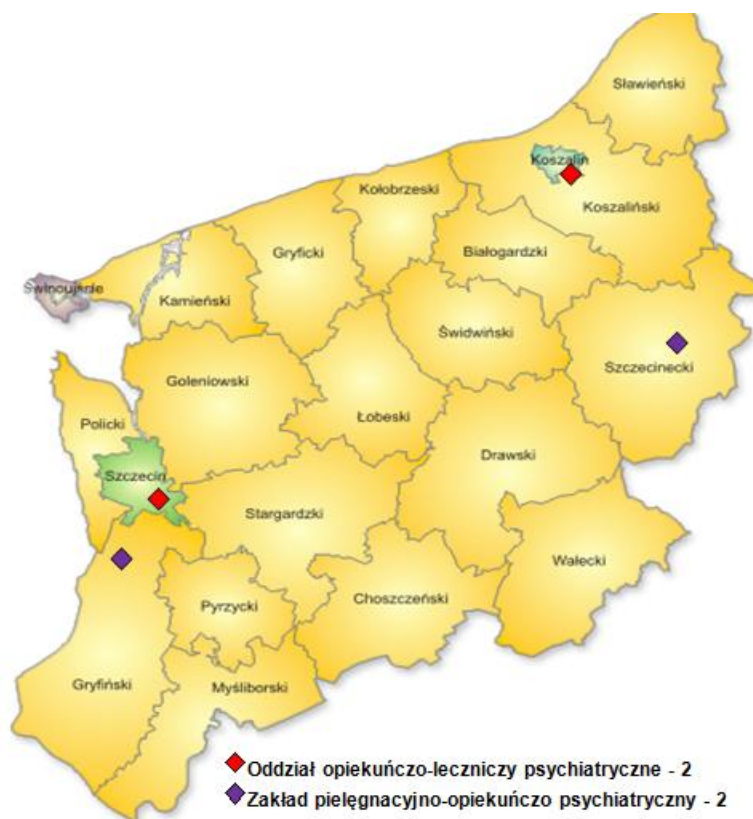 Sławieński
Koszalin
Kołobrzeski
Koszaliński
Gryficki
Białogardzki
Świnoujście
Kamieński
Świdwiński
Szczecinecki
Goleniowski
Łobeski
Policki
Drawski
Szczecin
Stargardzki
Wałecki
Choszczeński
Pyrzycki
Gryfiński
Myśliborski
Oddział opiekuńczo-leczniczy psychiatryczne - 2
Zakład pielęgnacyjno-opiekuńczo psychiatryczny - 2